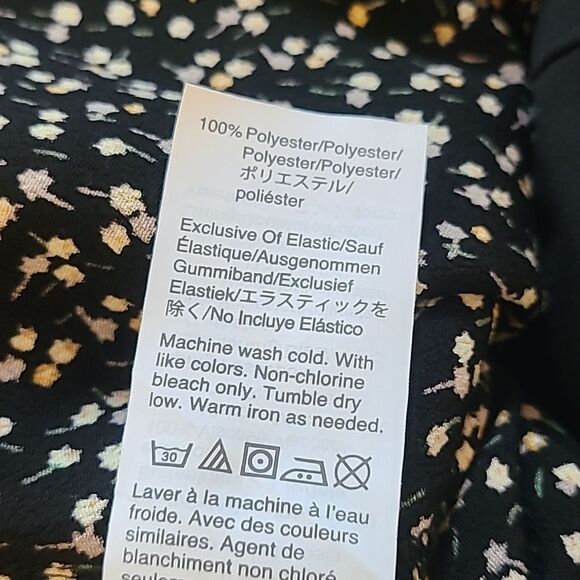 100% Polyester/Polyester/
Polyester/Polyester/
ポリエステル/
poliéster
Exclusive Of Elastic/Sauf
Élastique/Ausgenommen
Gummiband/Exclusief
Elastiek/エラスティックを
除く/No Incluye Elástico
Machine wash cold. With
like colors. Non-chlorine
bleach only. Tumble dry
low. Warm iron as needed.
30
Laver à la machine à l'eau
froide. Avec des couleurs
similaires. Agent de
blanchiment non chloré